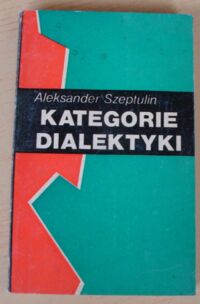 Aleksander Szeptulin
KATEGORIE
DIALEKTYKI